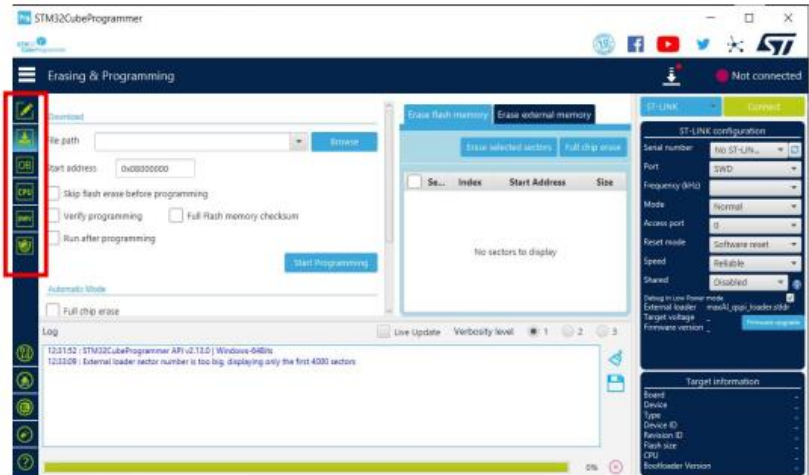 STM32CubeProgrammer
Erasing & Programming
Not connected
Download
File path
Browse
Start address
0x08000000
Skip flash erase before programming
Verify programming
Full Flash memory checksum
Run after programming
Start Programming
Automatic Mode
Full chip erase
Erase flash memory
Erase external memory
Erase selected sectors
Full chip erase
Se...
Index
Start Address
Size
No sectors to display
ST-LINK
Connect
ST-LINK configuration
Serial number
No ST-LIN...
Port
SWD
Frequency (kHz)
Mode
Normal
Access port
0
Reset mode
Software reset
Speed
Reliable
Shared
Disabled
Debug in Low Power mode
External loader
Target voltage
-
Firmware version
-
Firmware upgrade
Target information
Board
-
Device
-
Type
-
Device ID
-
Revision ID
-
Flash size
-
CPU
-
Bootloader Version
-
Log
Live Update
Verbosity level
1
2
3
12:31:52 : STM32CubeProgrammer API v2.13.0 | Windows-64Bits
12:33:09 : External loader sector number is too big, displaying only the first 4000 sectors
0%
OB
CPU
SWV
ST